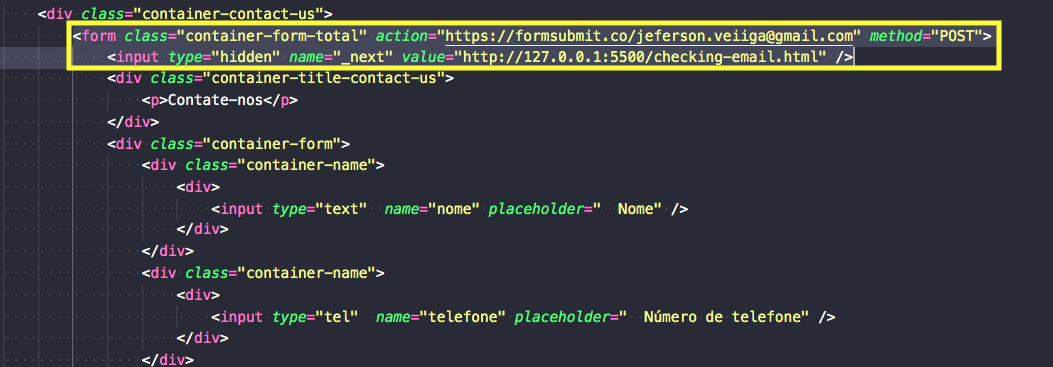 <div class="container-contact-us">
<form class="container-form-total" action="https://formsubmit.co/jeferson.veiiga@gmail.com" method="POST">
<input type="hidden" name="_next" value="http://127.0.0.1:5500/checking-email.html" />
<div class="container-title-contact-us">
<p>Contate-nos</p>
</div>
<div class="container-form">
<div class="container-name">
<div>
<input type="text"  name="nome" placeholder="  Nome" />
</div>
</div>
<div class="container-name">
<div>
<input type="tel"  name="telefone" placeholder="  Número de telefone" />
</div>
</div>